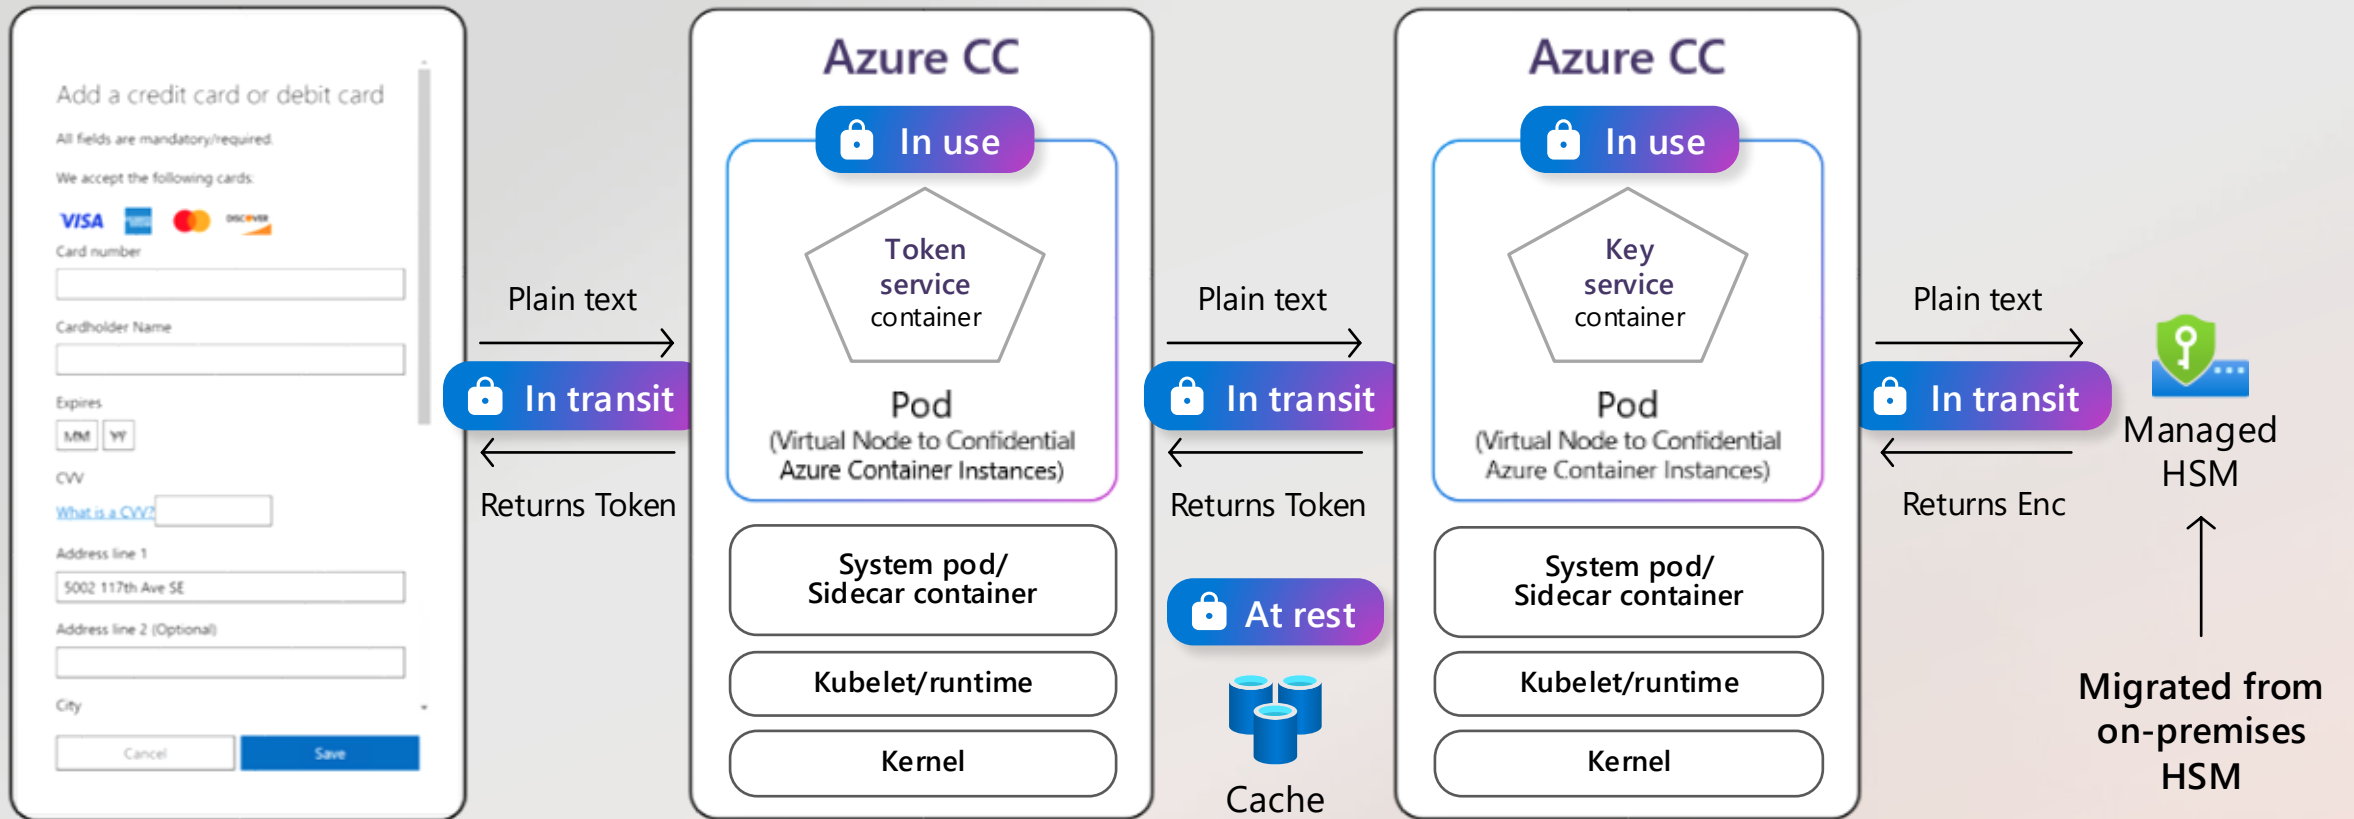 Add a credit card or debit card
All fields are mandatory/required.
We accept the following cards:
VISA
DISCOVER
Card number
Cardholder Name
Expires
MM YY
CVV
What is a CVV?
Address line 1
5002 117th Ave SE
Address line 2 (Optional)
City
Cancel Save
Plain text
In transit
Returns Token
Azure CC
In use
Token
service
container
Pod
(Virtual Node to Confidential
Azure Container Instances)
System pod/
Sidecar container
Kubelet/runtime
Kernel
Plain text
In transit
Returns Token
At rest
Cache
Azure CC
In use
Key
service
container
Pod
(Virtual Node to Confidential
Azure Container Instances)
System pod/
Sidecar container
Kubelet/runtime
Kernel
Plain text
In transit
Returns Enc
Managed
HSM
Migrated from
on-premises
HSM